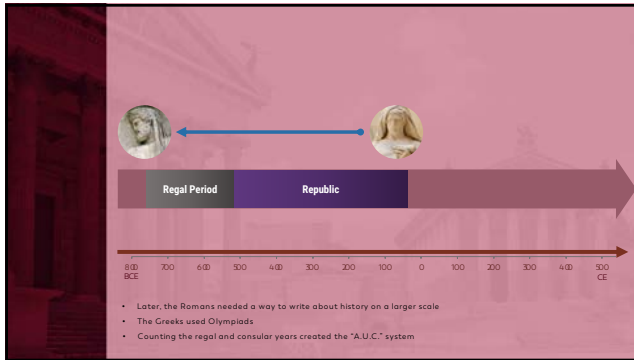 Regal Period Republic
800 700 600 500 400 300 200 100 0 100 200 300 400 500
BCE CE
• Later, the Romans needed a way to write about history on a larger scale
• The Greeks used Olympiads
• Counting the regal and consular years created the "A.U.C." system